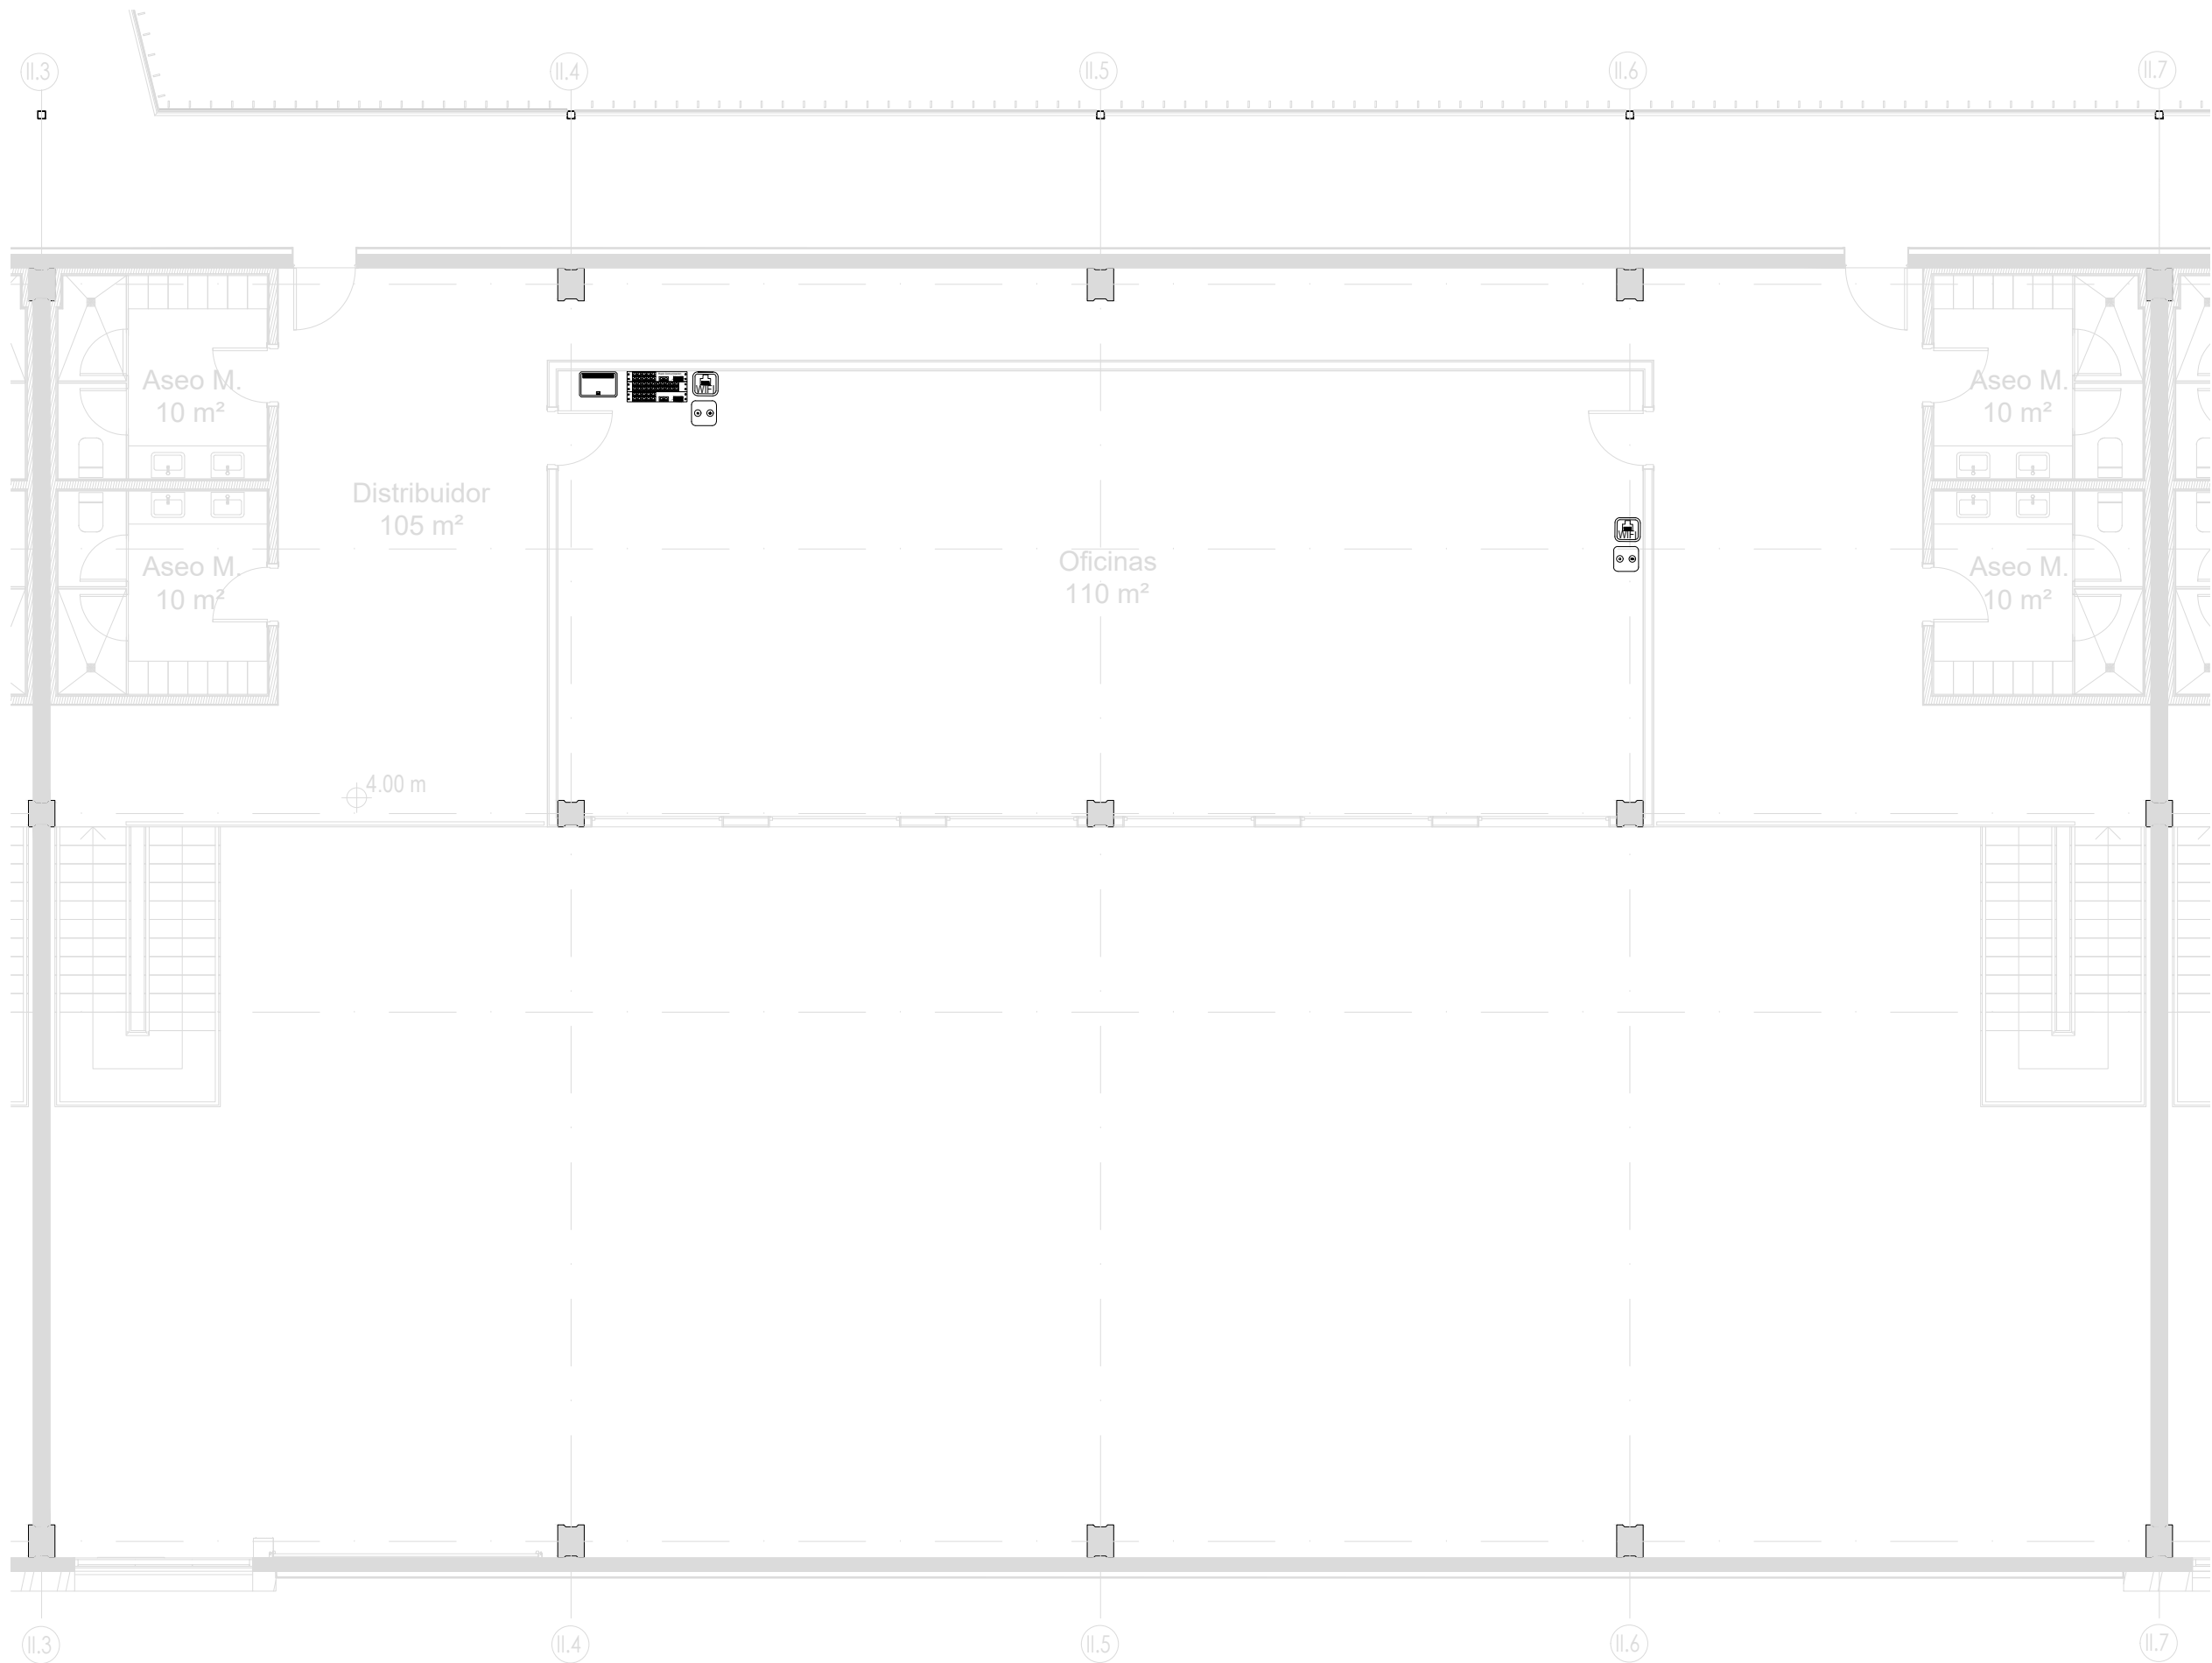 II.3
II.4
II.5
II.6
II.7
WIFI
Aseo M.
10 m²
Aseo M.
10 m²
Distribuidor
105 m²
WIFI
Oficinas
110 m²
Aseo M.
10 m²
Aseo M.
10 m²
4.00 m
II.3
II.4
II.5
II.6
II.7